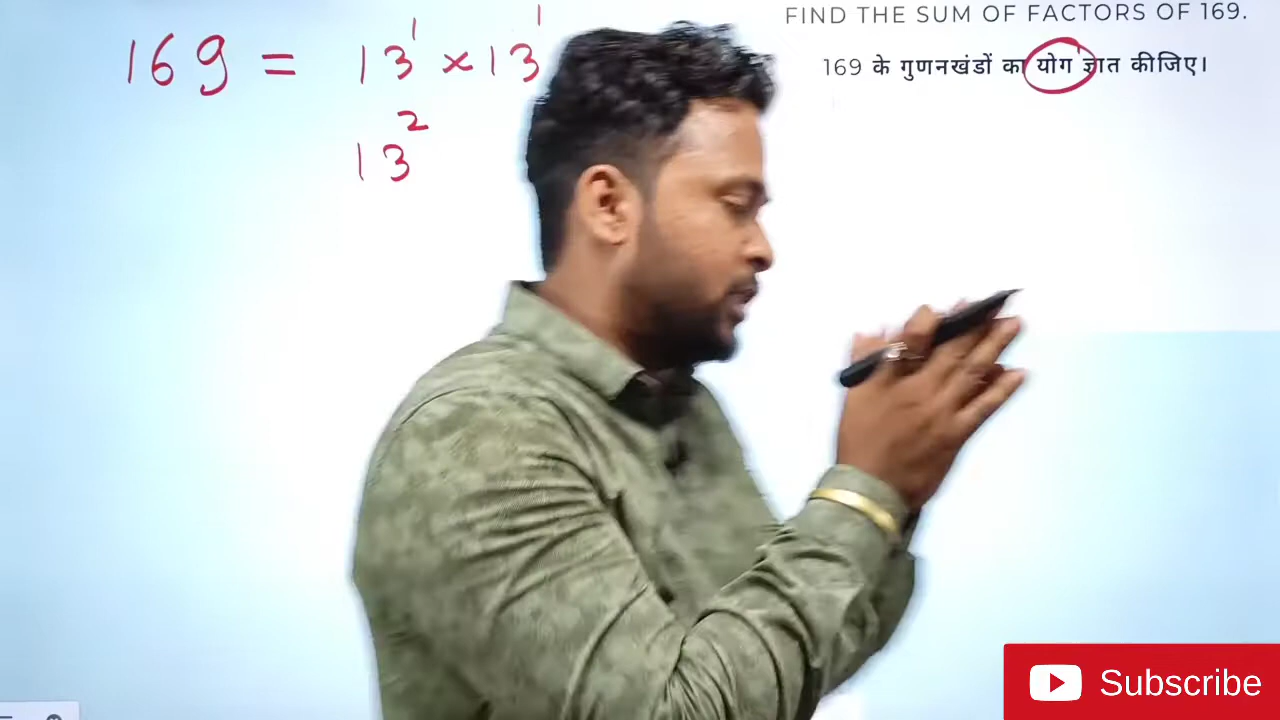 FIND THE SUM OF FACTORS OF 169.
169 के गुणनखंडों का योग ज्ञात कीजिए।
169 = 13¹ × 13¹
13²
Subscribe